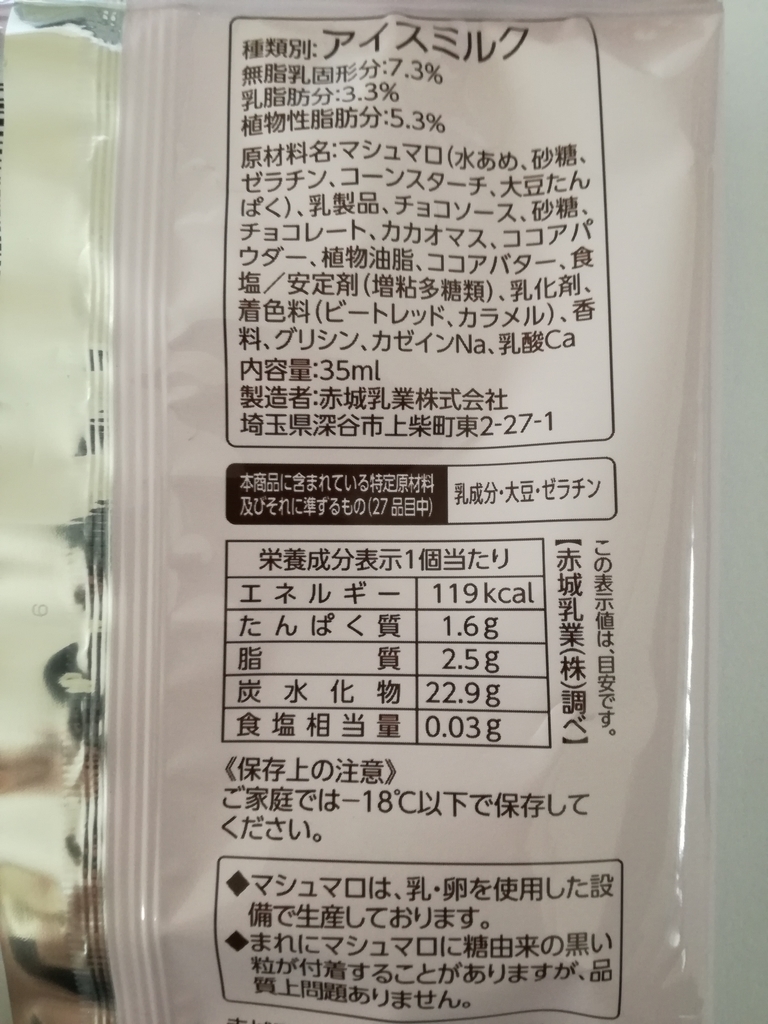 種類別:アイスミルク
無脂乳固形分:7.3%
乳脂肪分:3.3%
植物性脂肪分:5.3%
原材料名:マシュマロ(水あめ、砂糖、
ゼラチン、コーンスターチ、大豆たん
ぱく)、乳製品、チョコソース、砂糖、
チョコレート、カカオマス、ココアパ
ウダー、植物油脂、ココアバター、食
塩/安定剤(増粘多糖類)、乳化剤、
着色料(ビートレッド、カラメル)、香
料、グリシン、カゼインNa、乳酸Ca
内容量:35ml
製造者:赤城乳業株式会社
埼玉県深谷市上柴町東2-27-1
本商品に含まれている特定原材料
及びそれに準ずるもの(27品目中)
乳成分・大豆・ゼラチン
栄養成分表示1個当たり
エネルギー 119kcal
たんぱく質 1.6g
脂質 2.5g
炭水化物 22.9g
食塩相当量 0.03g
この表示値は、目安です。
【赤城乳業(株)調べ】
《保存上の注意》
ご家庭では-18℃以下で保存して
ください。
◆マシュマロは、乳・卵を使用した設
備で生産しております。
◆まれにマシュマロに糖由来の黒い
粒が付着することがありますが、品
質上問題ありません。